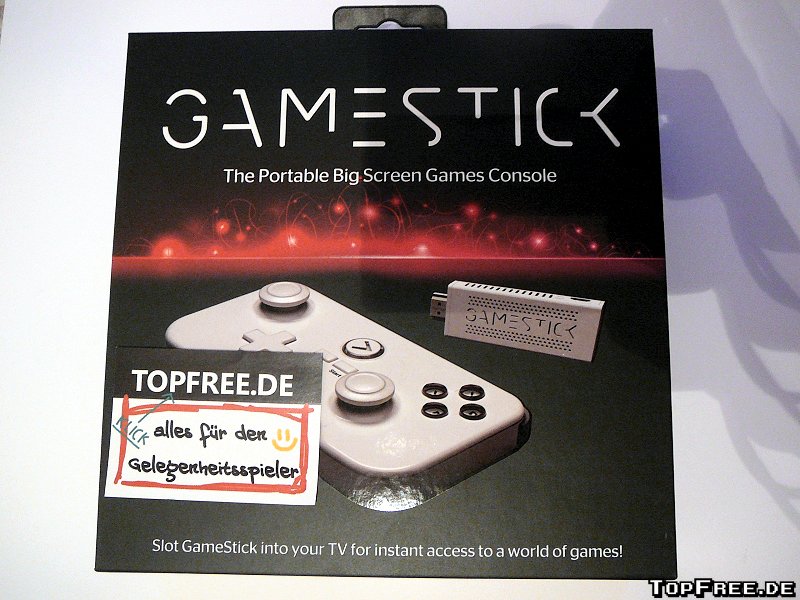 GAMESTICK
The Portable Big Screen Games Console
GAMESTICK
Start
TOPFREE.DE
KLICK
alles für den
Gelegenheitsspieler
Slot GameStick into your TV for instant access to a world of games!
TOPFREE.DE